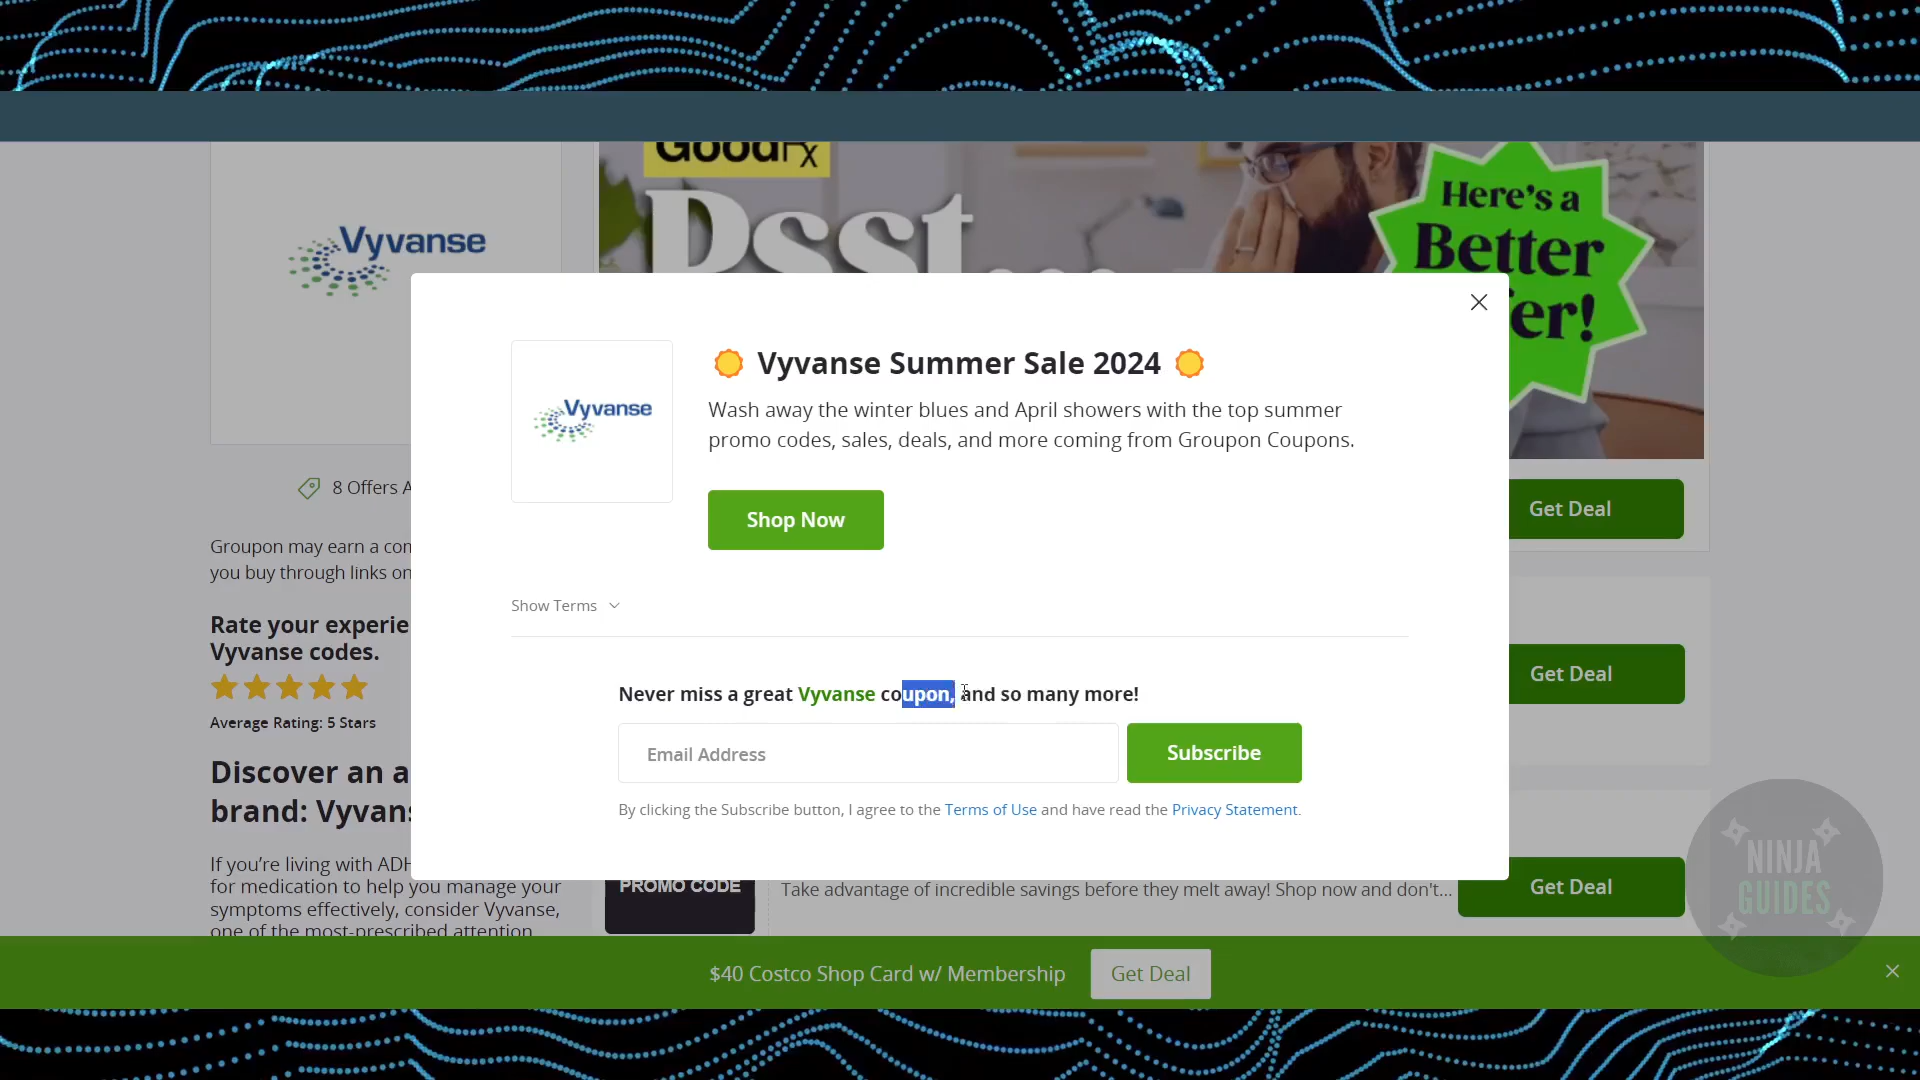 GoodRx
Psst...
Here's a
Better
fer!
Vyvanse
Vyvanse Summer Sale 2024
Vyvanse
Wash away the winter blues and April showers with the top summer
promo codes, sales, deals, and more coming from Groupon Coupons.
8 Offers A
Shop Now
Get Deal
Groupon may earn a com
you buy through links on
Show Terms
Rate your experie
Vyvanse codes.
Get Deal
Never miss a great Vyvanse coupon, and so many more!
Average Rating: 5 Stars
Email Address
Subscribe
Discover an a
brand: Vyvans
By clicking the Subscribe button, I agree to the Terms of Use and have read the Privacy Statement.
If you're living with ADH
for medication to help you manage your
symptoms effectively, consider Vyvanse,
one of the most-prescribed attention
PROMO CODE
Take advantage of incredible savings before they melt away! Shop now and don't...
Get Deal
NINJA
GUIDES
$40 Costco Shop Card w/ Membership
Get Deal